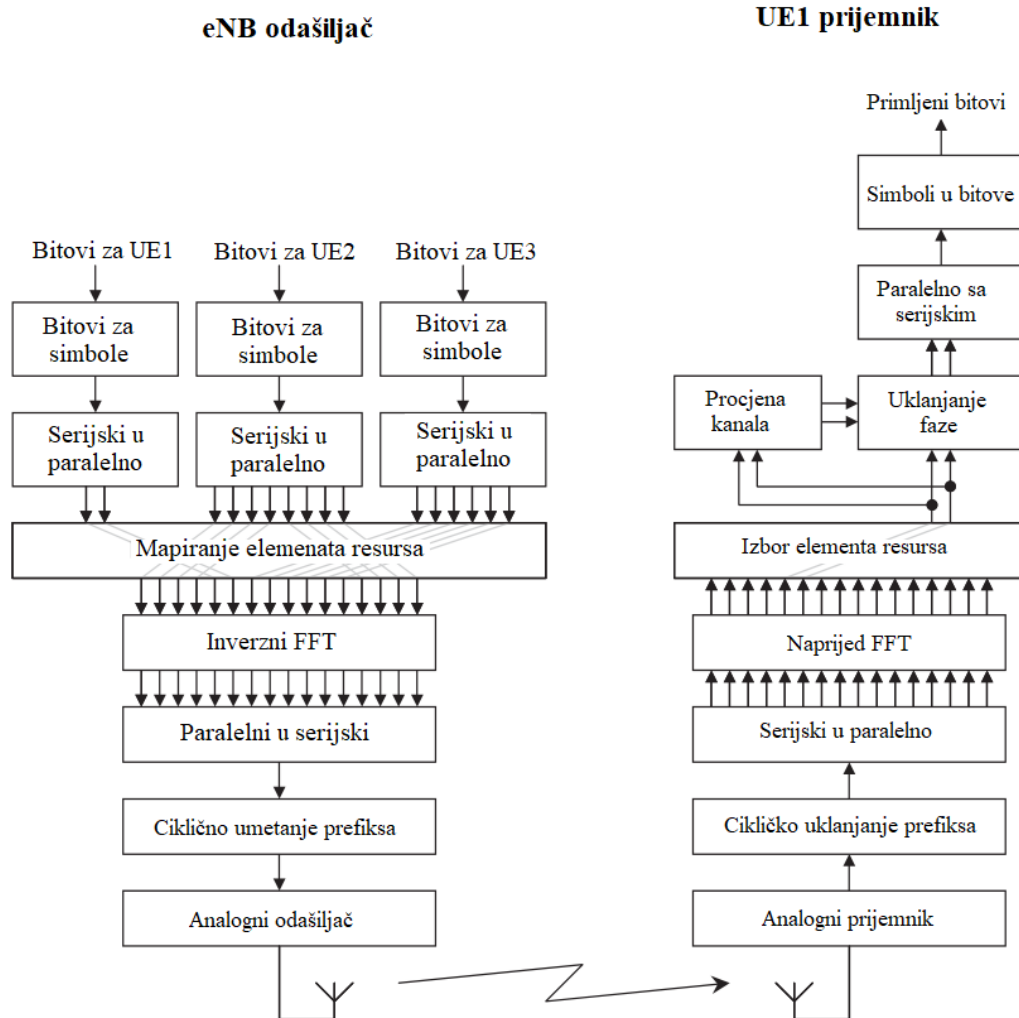 eNB odašiljač
UE1 prijemnik
Primljeni bitovi
Simboli u bitove
Paralelno sa
serijskim
Procjena
kanala
Uklanjanje
faze
Izbor elementa resursa
Naprijed FFT
Serijski u paralelno
Cikličko uklanjanje prefiksa
Analogni prijemnik
Bitovi za UE1
Bitovi za UE2
Bitovi za UE3
Bitovi za
simbole
Bitovi za
simbole
Bitovi za
simbole
Serijski u
paralelno
Serijski u
paralelno
Serijski u
paralelno
Mapiranje elemenata resursa
Inverzni FFT
Paralelni u serijski
Ciklično umetanje prefiksa
Analogni odašiljač